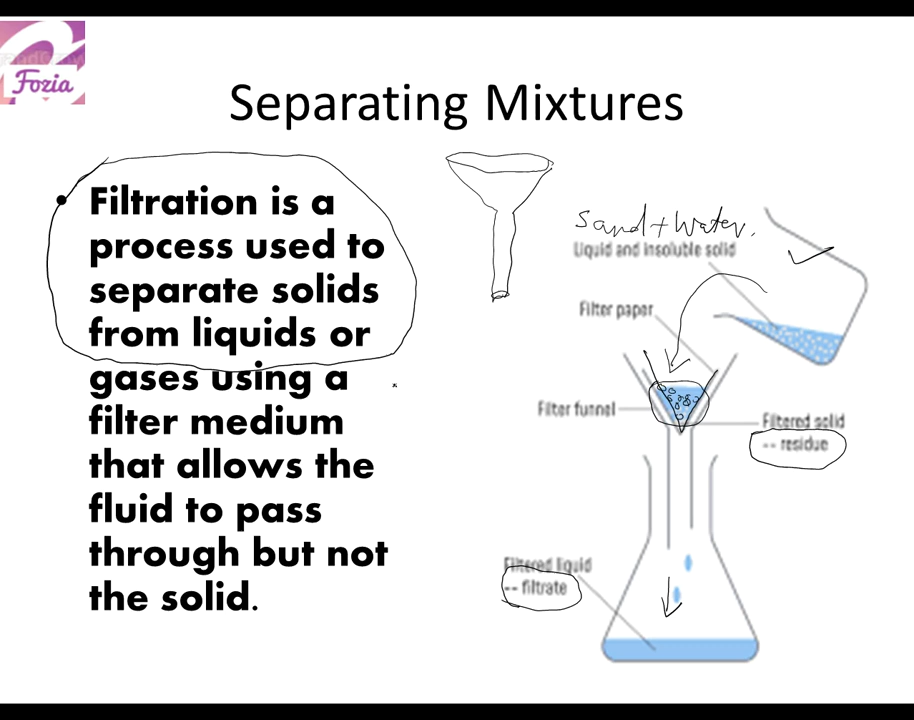 Fozia
Separating Mixtures
• Filtration is a
process used to
separate solids
from liquids or
gases using a
filter medium
that allows the
fluid to pass
through but not
the solid.
Sand + Water.
Liquid and insoluble solid
Filter paper
Filter funnel
Filtered solid
-- residue
Filtered liquid
-- filtrate